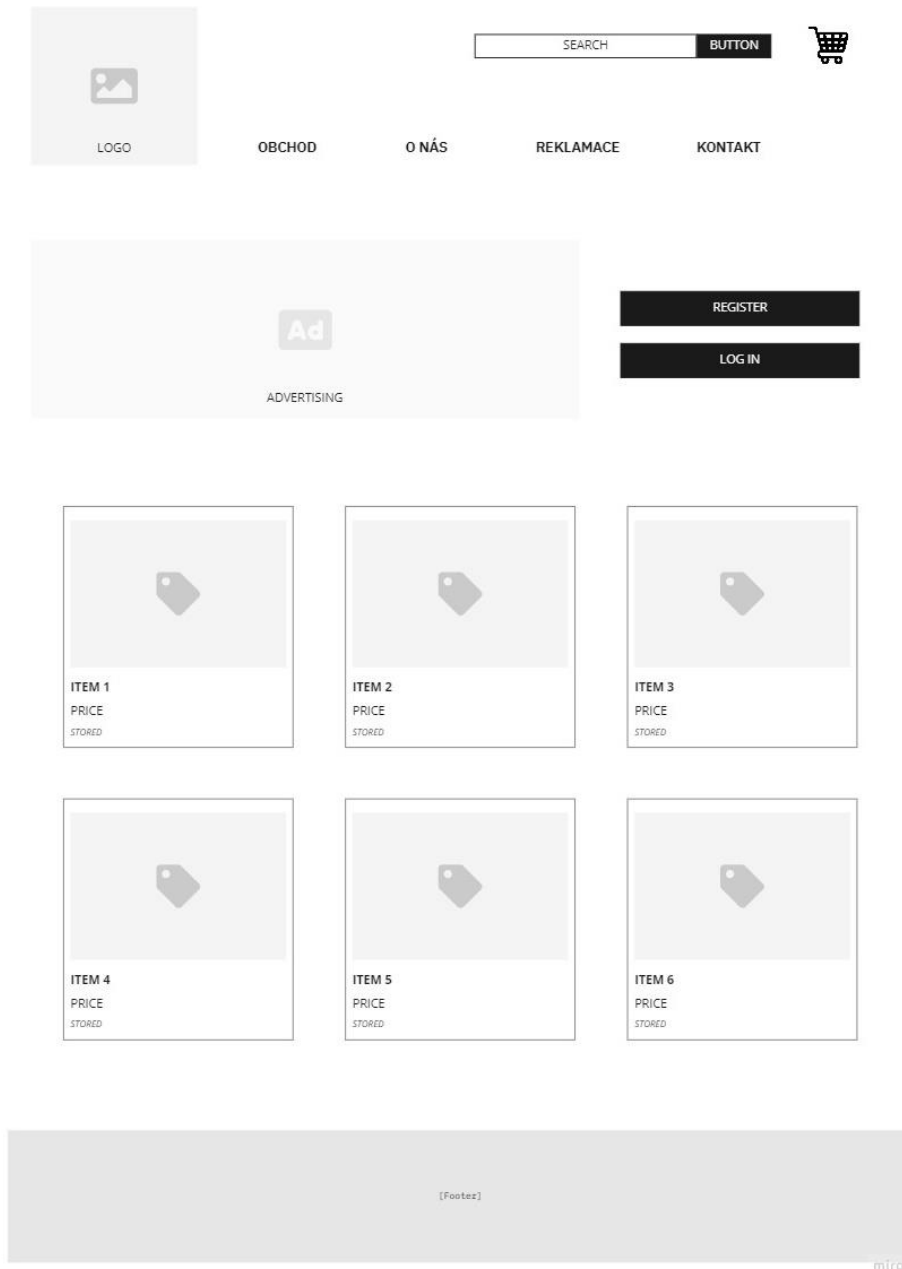 SEARCH
BUTTON
LOGO
OBCHOD
O NÁS
REKLAMACE
KONTAKT
Ad
ADVERTISING
REGISTER
LOG IN
ITEM 1
PRICE
STORED
ITEM 2
PRICE
STORED
ITEM 3
PRICE
STORED
ITEM 4
PRICE
STORED
ITEM 5
PRICE
STORED
ITEM 6
PRICE
STORED
[Footer]
miro